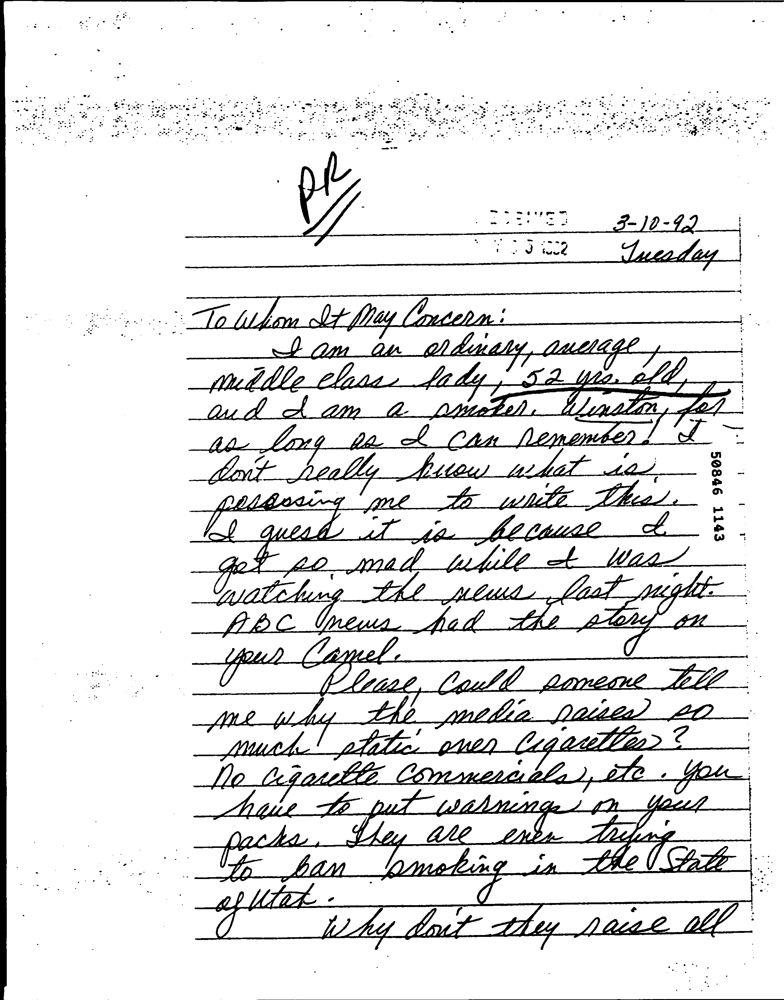 PR
3-10-92
Tuesday
To Whom It May Concern:
I am an ordinary, average,
middle class lady, 52 yrs. old,
and I am a smoker. Winston, for
as long as I can remember! I
don't really know what is
possossing me to write this.
I guess it is because I
got so mad while I was
watching the news last night.
ABC news had the story on
your Camel.
Please, could someone tell
me why the media raises so
much static over Cigarettes?
No cigarette Commercials, etc. you
have to put warnings on your
packs. They are even trying
to ban smoking in the State
of Utah.
Why don't they raise all
50846 1143